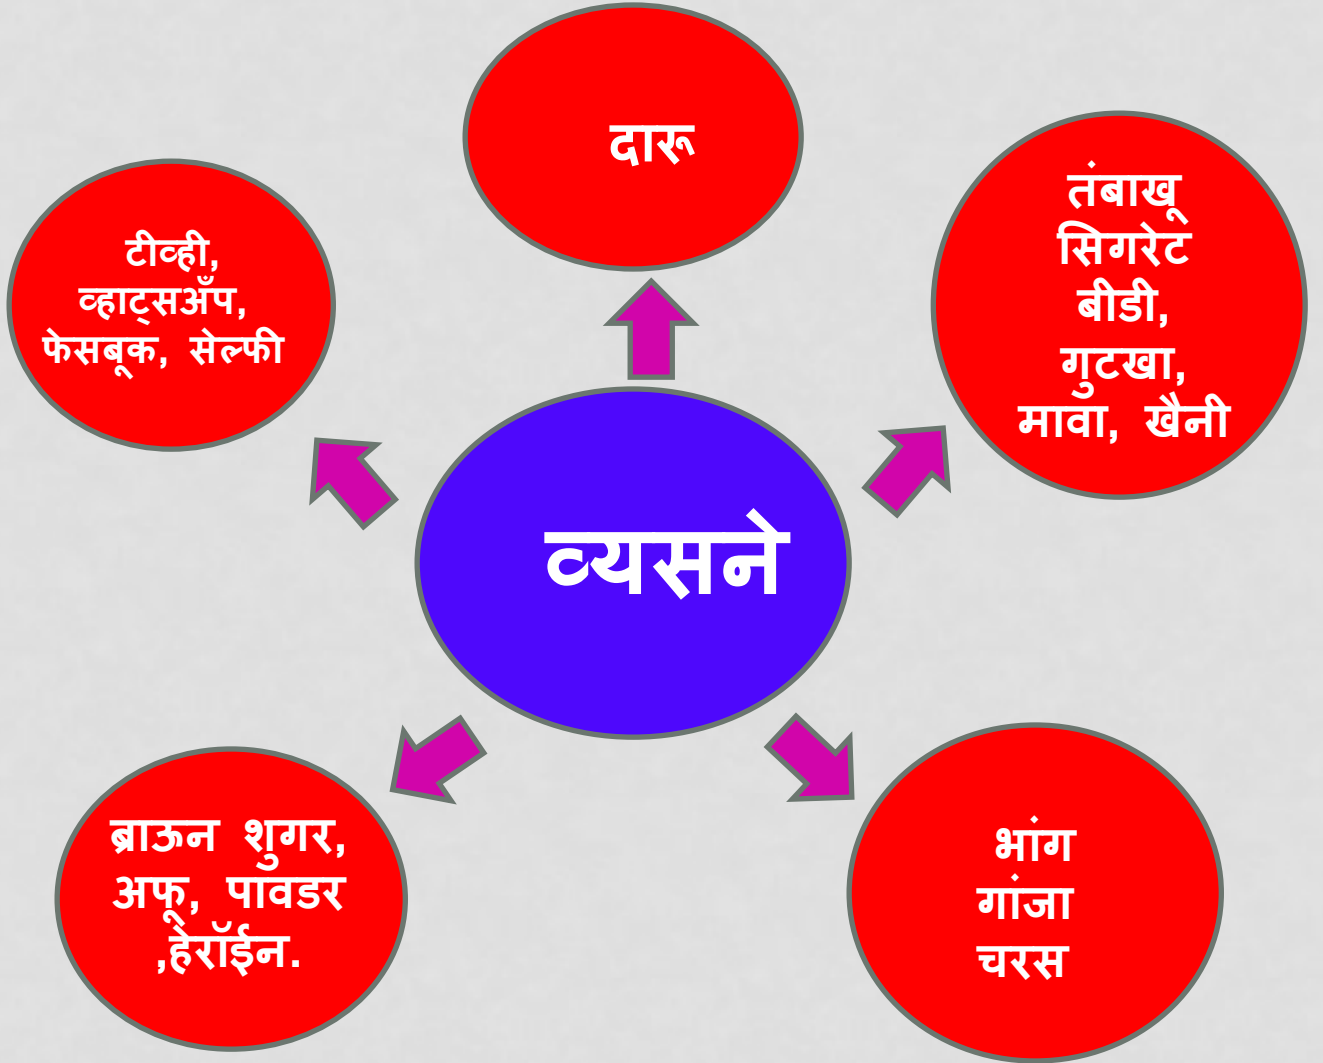 दारू
टीव्ही,
व्हाट्सअँप,
फेसबूक, सेल्फी
तंबाखू
सिगरेट
बीडी,
गुटखा,
मावा, खैनी
व्यसने
ब्राऊन शुगर,
अफू, पावडर
,हेरॉईन.
भांग
गांजा
चरस